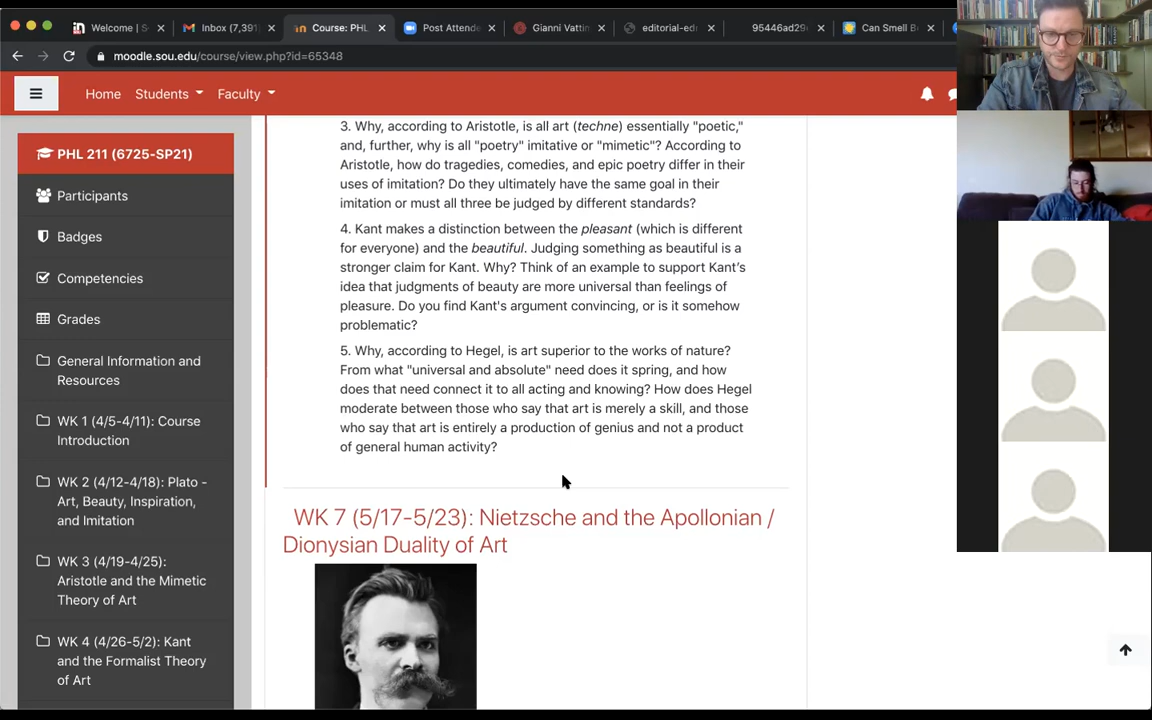 Welcome | S
Inbox (7,391
Course: PHL
Post Attende
Gianni Vattin
editorial-edi
95446ad29
Can Smell B
moodle.sou.edu/course/view.php?id=65348
Home Students Faculty
PHL 211 (6725-SP21)
Participants
Badges
Competencies
Grades
General Information and
Resources
WK 1 (4/5-4/11): Course
Introduction
WK 2 (4/12-4/18): Plato -
Art, Beauty, Inspiration,
and Imitation
WK 3 (4/19-4/25):
Aristotle and the Mimetic
Theory of Art
WK 4 (4/26-5/2): Kant
and the Formalist Theory
of Art
3. Why, according to Aristotle, is all art (techne) essentially "poetic,"
and, further, why is all "poetry" imitative or "mimetic"? According to
Aristotle, how do tragedies, comedies, and epic poetry differ in their
uses of imitation? Do they ultimately have the same goal in their
imitation or must all three be judged by different standards?
4. Kant makes a distinction between the pleasant (which is different
for everyone) and the beautiful. Judging something as beautiful is a
stronger claim for Kant. Why? Think of an example to support Kant’s
idea that judgments of beauty are more universal than feelings of
pleasure. Do you find Kant's argument convincing, or is it somehow
problematic?
5. Why, according to Hegel, is art superior to the works of nature?
From what "universal and absolute" need does it spring, and how
does that need connect it to all acting and knowing? How does Hegel
moderate between those who say that art is merely a skill, and those
who say that art is entirely a production of genius and not a product
of general human activity?
WK 7 (5/17-5/23): Nietzsche and the Apollonian /
Dionysian Duality of Art